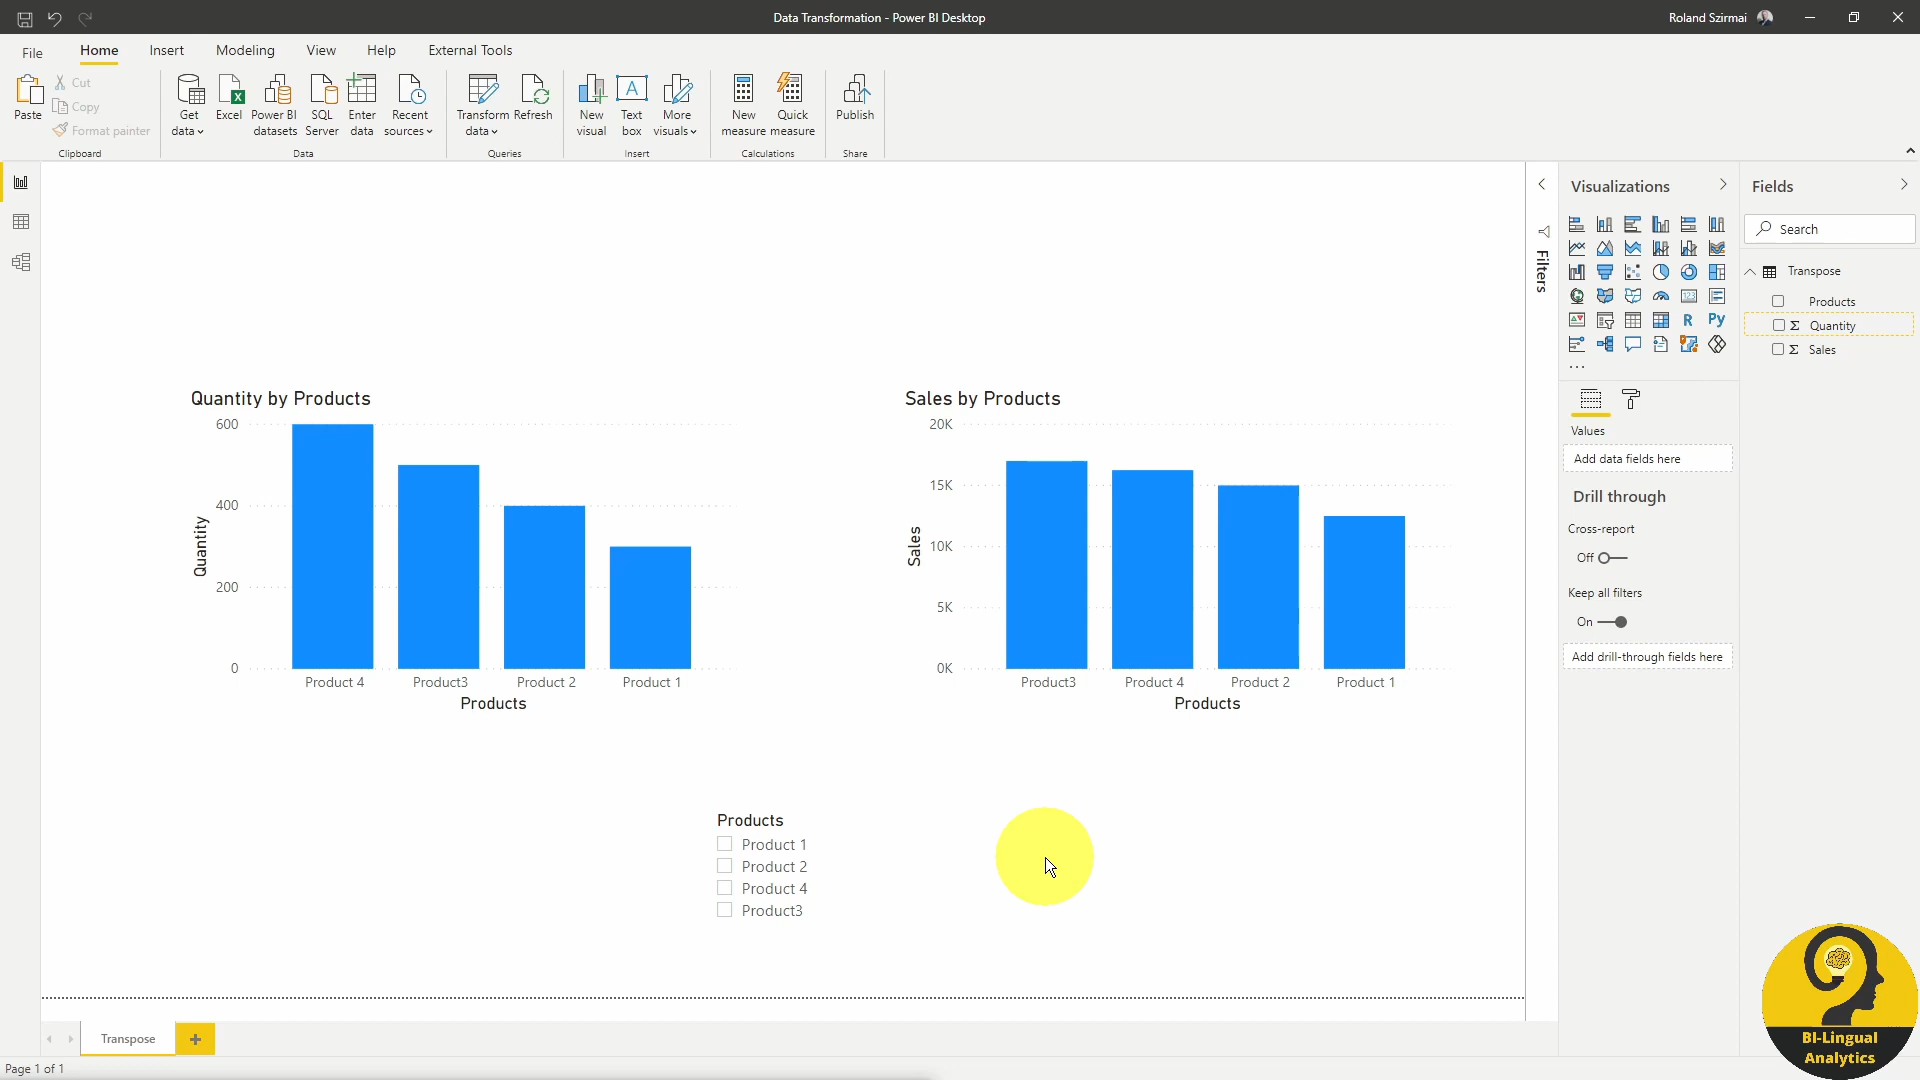 Data Transformation - Power BI Desktop
Roland Szirmai
File
Home
Insert
Modeling
View
Help
External Tools
Paste
Cut
Copy
Format painter
Clipboard
Get data
Excel
Power BI datasets
SQL Server
Enter data
Recent sources
Data
Transform data
Refresh
Queries
New visual
Text box
More visuals
Insert
New measure
Quick measure
Calculations
Publish
Share
Quantity by Products
600
400
200
0
Quantity
Product 4
Product3
Product 2
Product 1
Products
Sales by Products
20K
15K
10K
5K
0K
Sales
Product3
Product 4
Product 2
Product 1
Products
Products
Product 1
Product 2
Product 4
Product3
Filters
Visualizations
R
Py
123
Values
Add data fields here
Drill through
Cross-report
Off
Keep all filters
On
Add drill-through fields here
Fields
Search
Transpose
Products
Σ Quantity
Σ Sales
Transpose
Page 1 of 1
BI-Lingual
Analytics